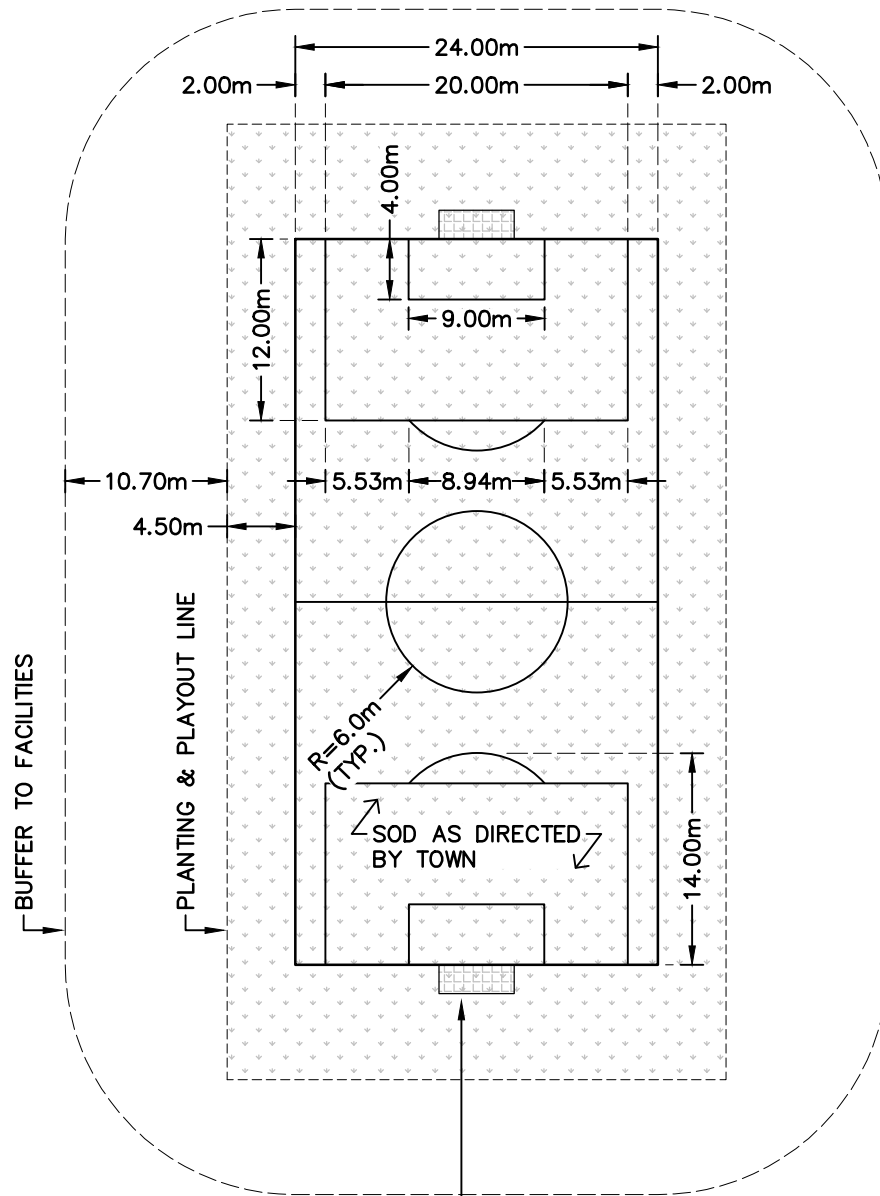 24.00m
2.00m
20.00m
2.00m
4.00m
12.00m
9.00m
10.70m
5.53m
8.94m
5.53m
4.50m
BUFFER TO FACILITIES
PLANTING & PLAYOUT LINE
R=6.0m
(TYP.)
SOD AS DIRECTED
BY TOWN
14.00m